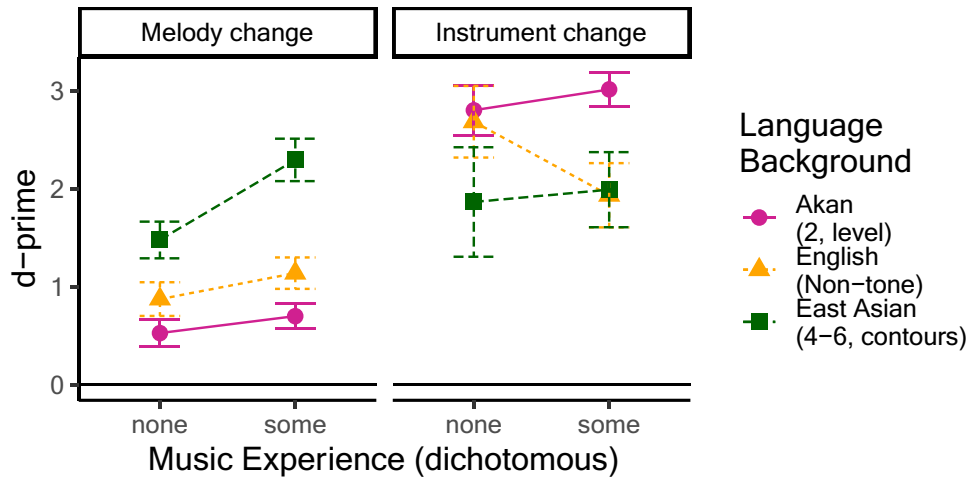 Melody change
Instrument change
3
2
1
0
d−prime
none
some
none
some
Music Experience (dichotomous)
Language
Background
Akan
(2, level)
English
(Non−tone)
East Asian
(4−6, contours)